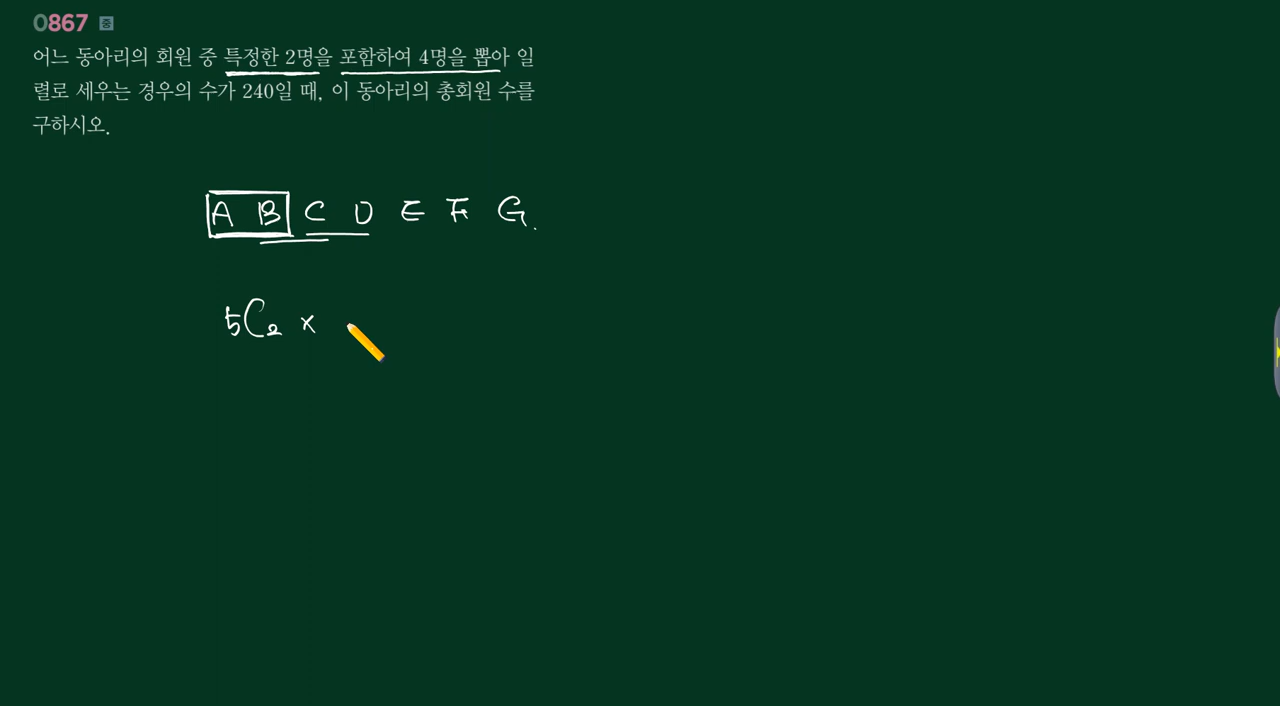 0867 중
어느 동아리의 회원 중 특정한 2명을 포함하여 4명을 뽑아 일
렬로 세우는 경우의 수가 240일 때, 이 동아리의 총회원 수를
구하시오.
A B C D E F G.
5C2 ×